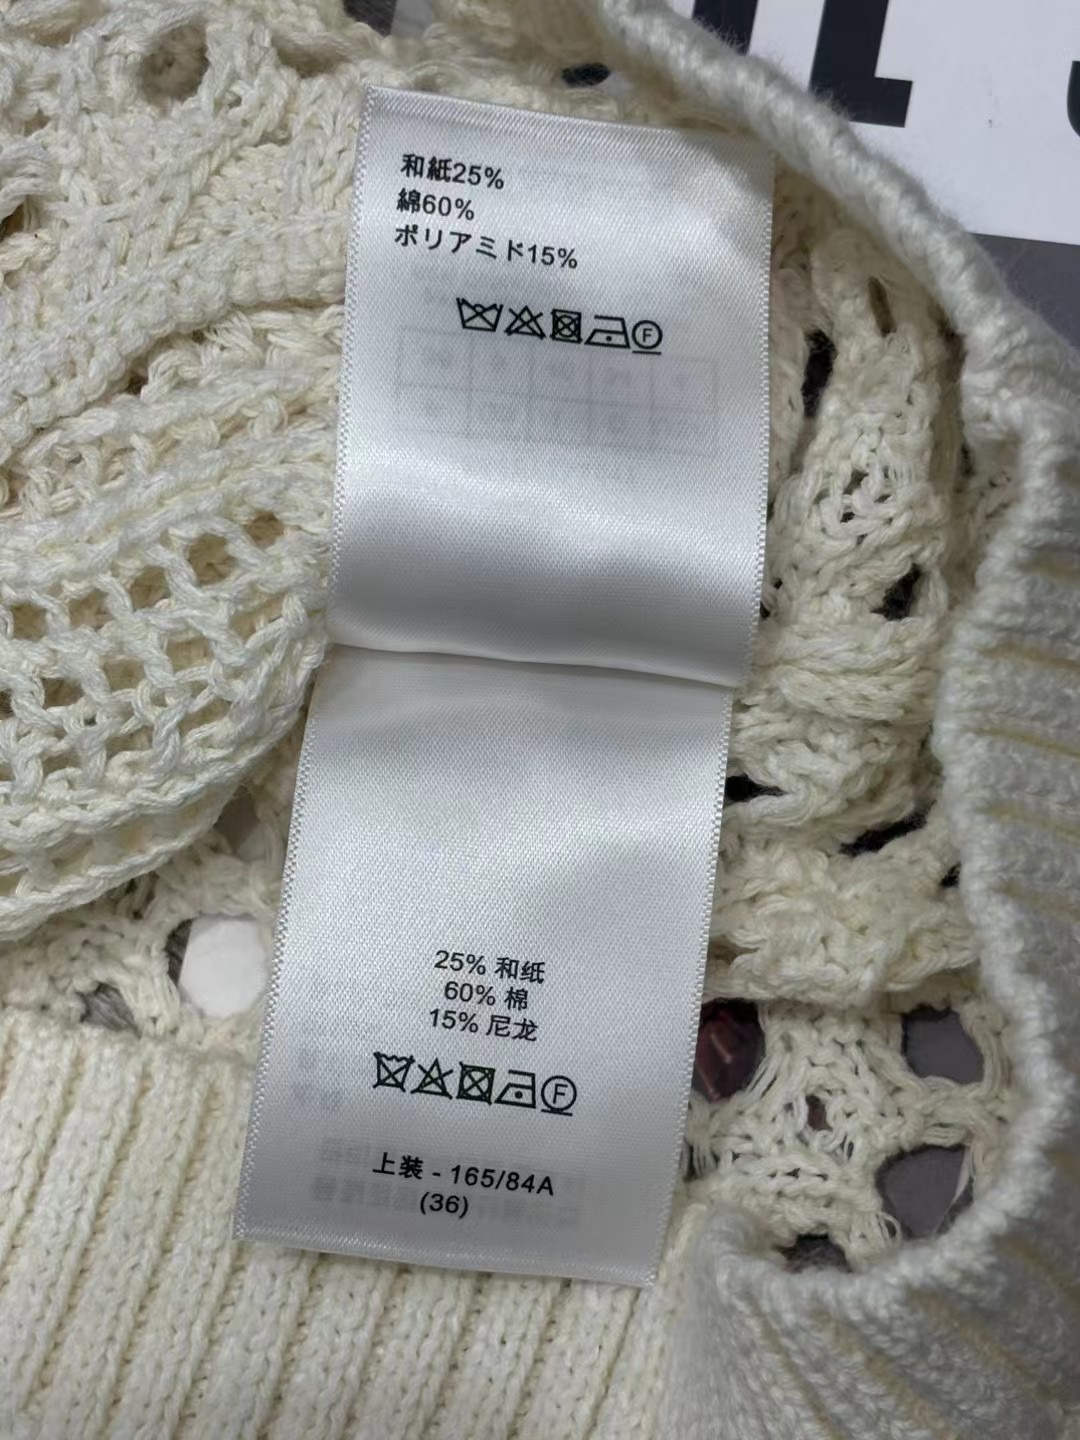 和紙25%
綿60%
ポリアミド15%
F
25% 和纸
60% 棉
15% 尼龙
F
上装 - 165/84A
(36)